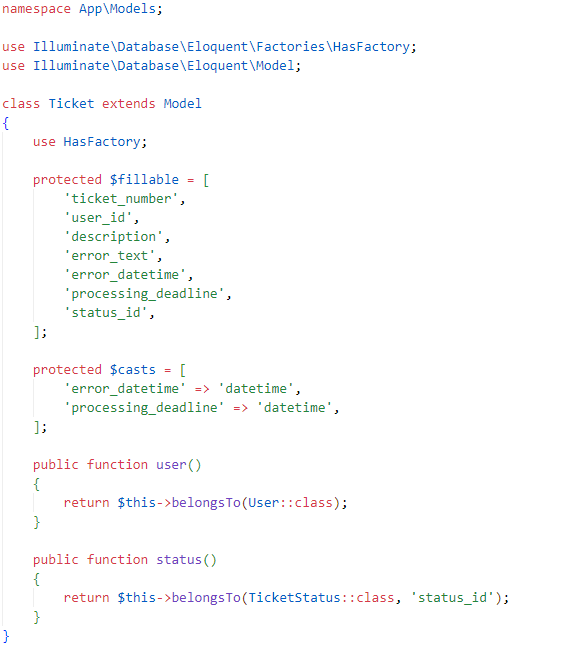 namespace App\Models;

use Illuminate\Database\Eloquent\Factories\HasFactory;
use Illuminate\Database\Eloquent\Model;

class Ticket extends Model
{
    use HasFactory;

    protected $fillable = [
        'ticket_number',
        'user_id',
        'description',
        'error_text',
        'error_datetime',
        'processing_deadline',
        'status_id',
    ];

    protected $casts = [
        'error_datetime' => 'datetime',
        'processing_deadline' => 'datetime',
    ];

    public function user()
    {
        return $this->belongsTo(User::class);
    }

    public function status()
    {
        return $this->belongsTo(TicketStatus::class, 'status_id');
    }
}